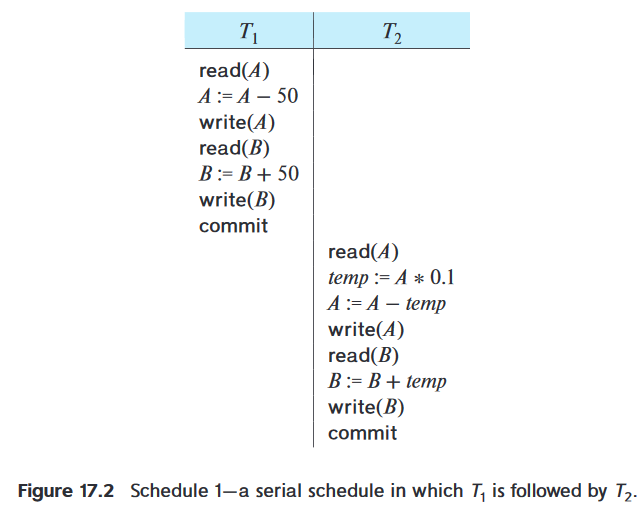 T₁ T₂
read(A)
A := A − 50
write(A)
read(B)
B := B + 50
write(B)
commit
read(A)
temp := A ∗ 0.1
A := A − temp
write(A)
read(B)
B := B + temp
write(B)
commit
Figure 17.2 Schedule 1—a serial schedule in which T₁ is followed by T₂.